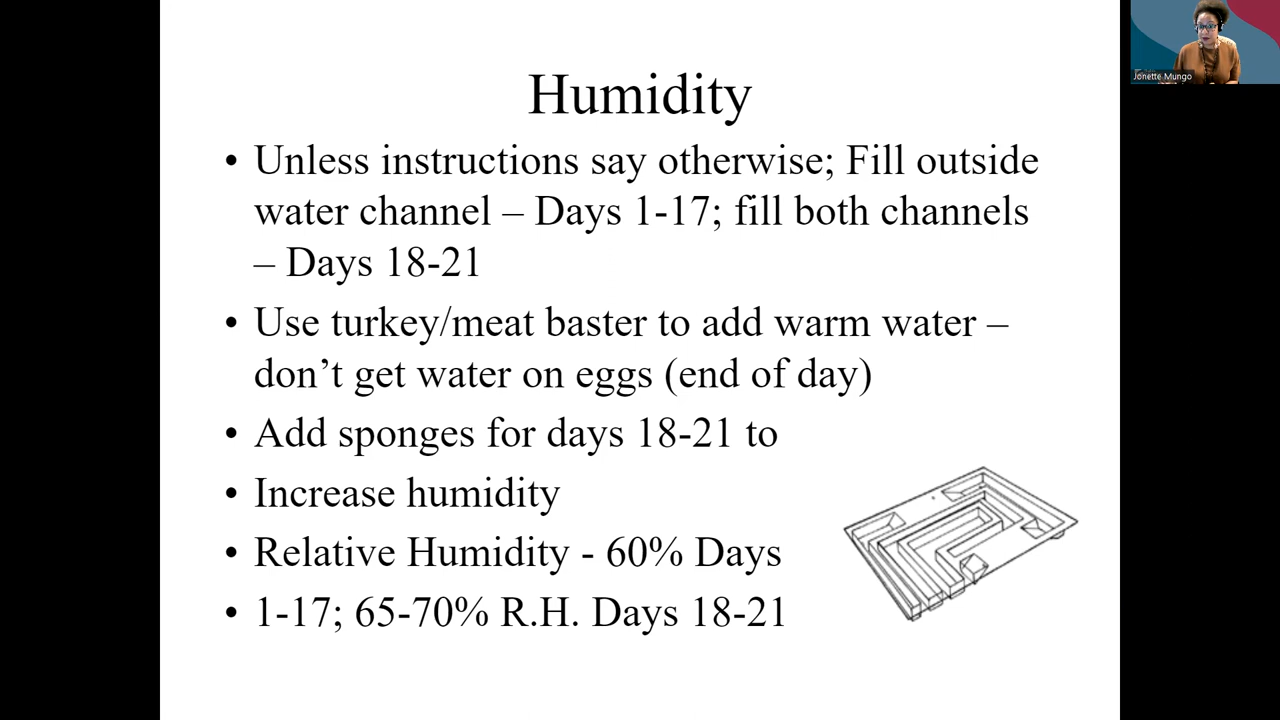 Humidity
• Unless instructions say otherwise; Fill outside
water channel – Days 1-17; fill both channels
– Days 18-21
• Use turkey/meat baster to add warm water –
don’t get water on eggs (end of day)
• Add sponges for days 18-21 to
• Increase humidity
• Relative Humidity - 60% Days
• 1-17; 65-70% R.H. Days 18-21
Jonette Mungo